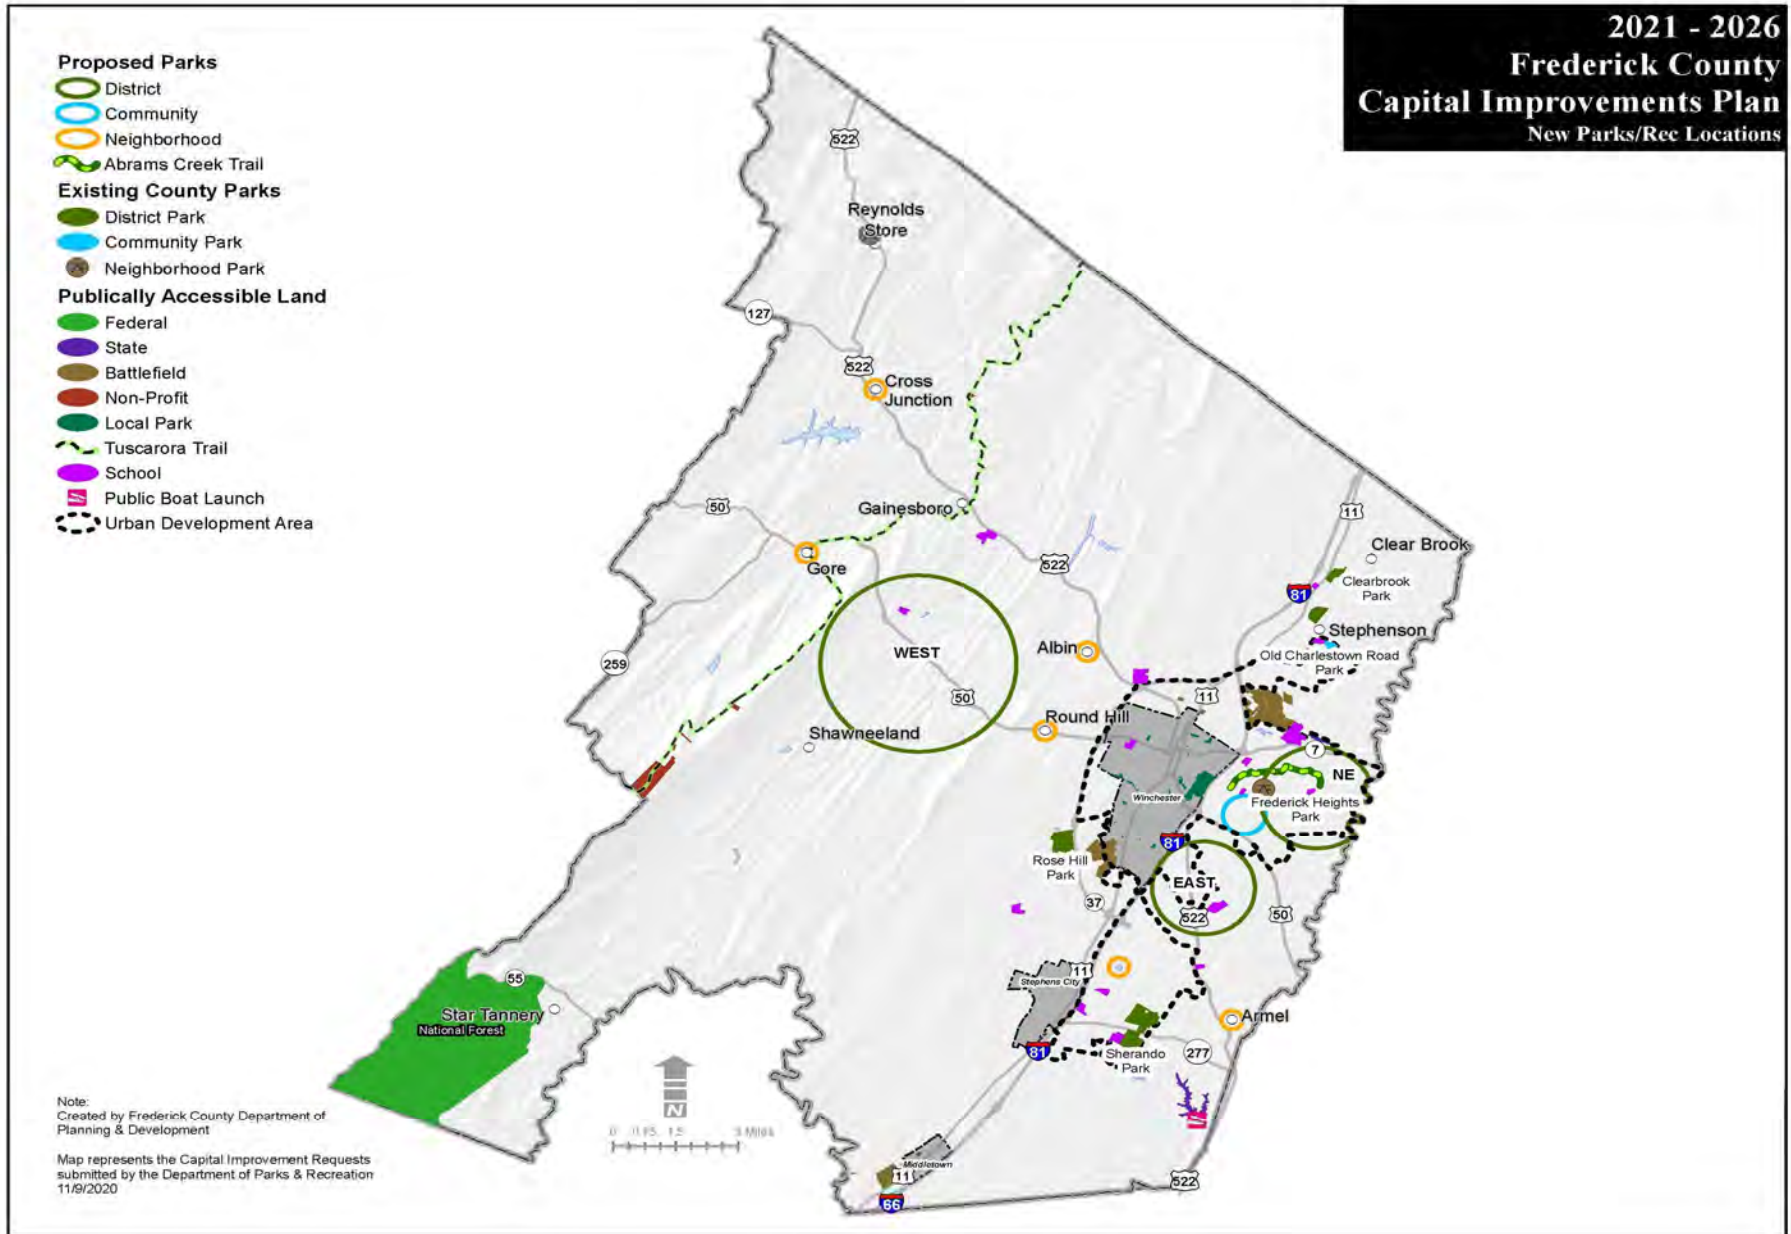 2021 - 2026
Frederick County
Capital Improvements Plan
New Parks/Rec Locations
Proposed Parks
District
Community
Neighborhood
Abrams Creek Trail
Existing County Parks
District Park
Community Park
Neighborhood Park
Publically Accessible Land
Federal
State
Battlefield
Non-Profit
Local Park
Tuscarora Trail
School
Public Boat Launch
Urban Development Area
522
Reynolds
Store
127
522
Cross
Junction
50
Gainesboro
11
Clear Brook
522
Gore
Clearbrook
Park
81
Stephenson
WEST
Albin
Old Charlestown Road
Park
259
50
11
Round Hill
Shawneeland
7
NE
Winchester
Frederick Heights
Park
81
Rose Hill
Park
EAST
37
522
50
11
Stephens City
55
Star Tannery
National Forest
Armel
81
Sherando
Park
277
N
0
1.5
3 Miles
Middletown
11
522
66
Note:
Created by Frederick County Department of
Planning & Development
Map represents the Capital Improvement Requests
submitted by the Department of Parks & Recreation
11/9/2020